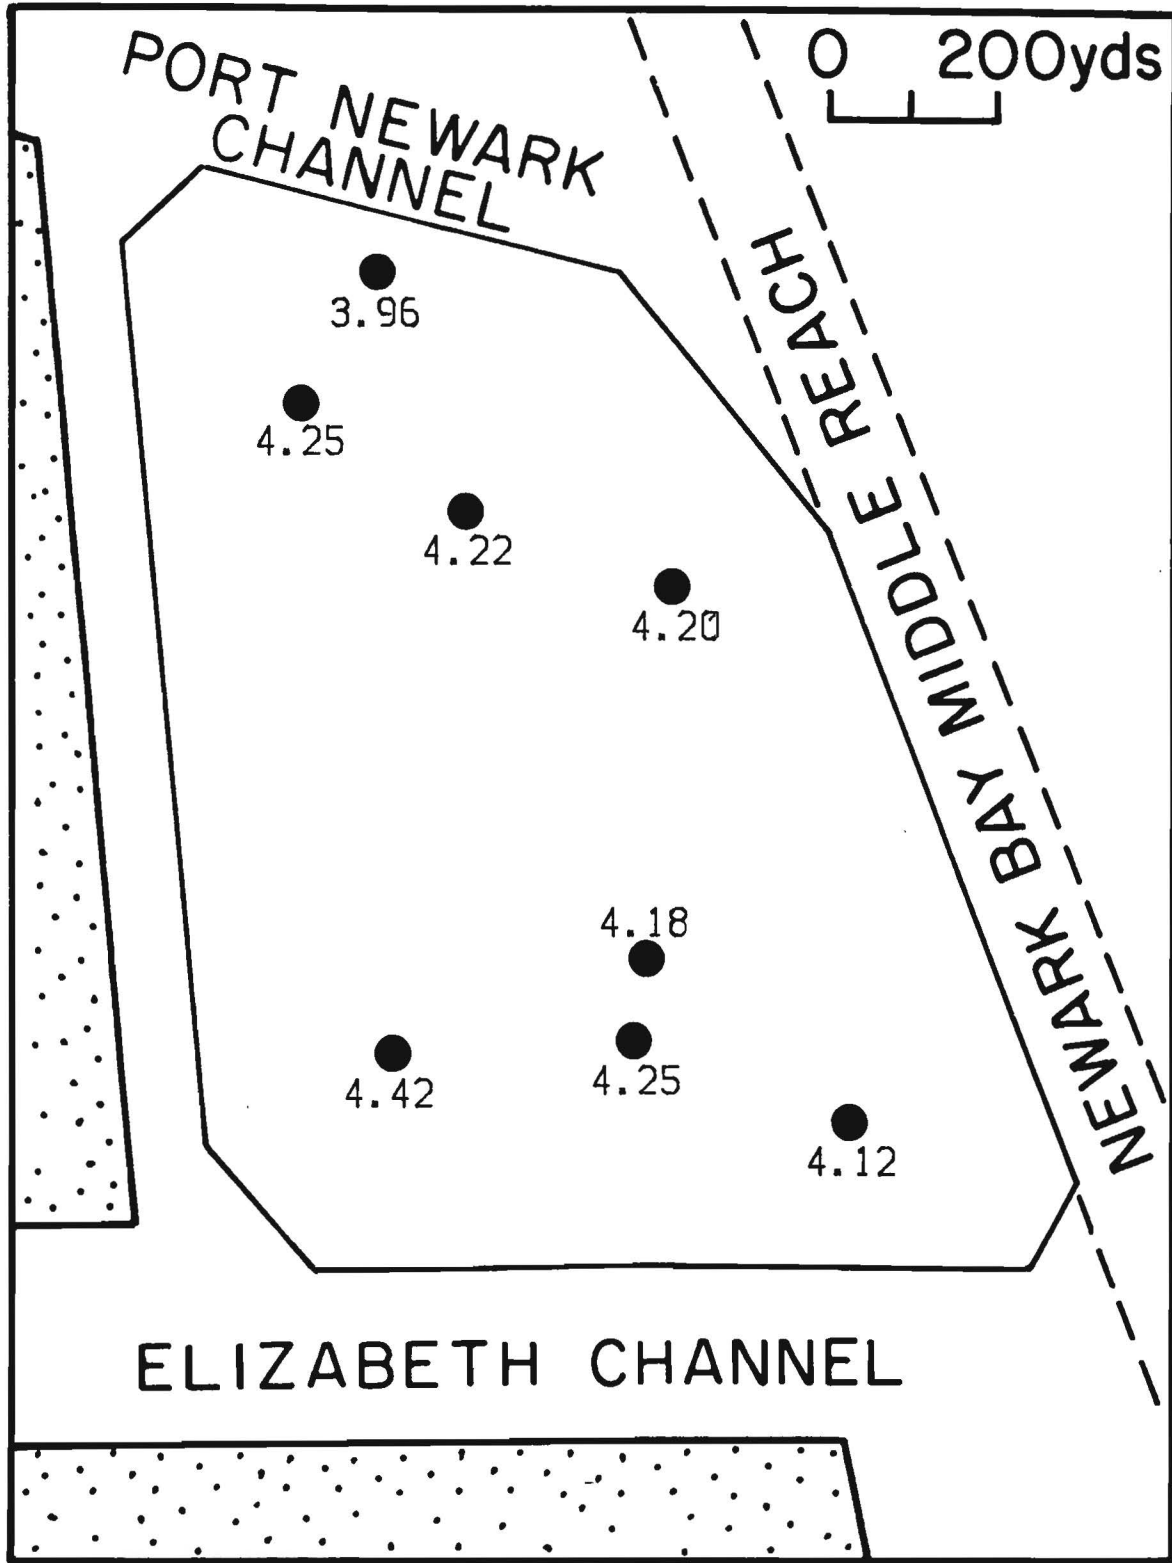 0 200yds
PORT NEWARK
CHANNEL
NEWARK BAY MIDDLE REACH
3.96
4.25
4.22
4.20
4.18
4.42
4.25
4.12
ELIZABETH CHANNEL